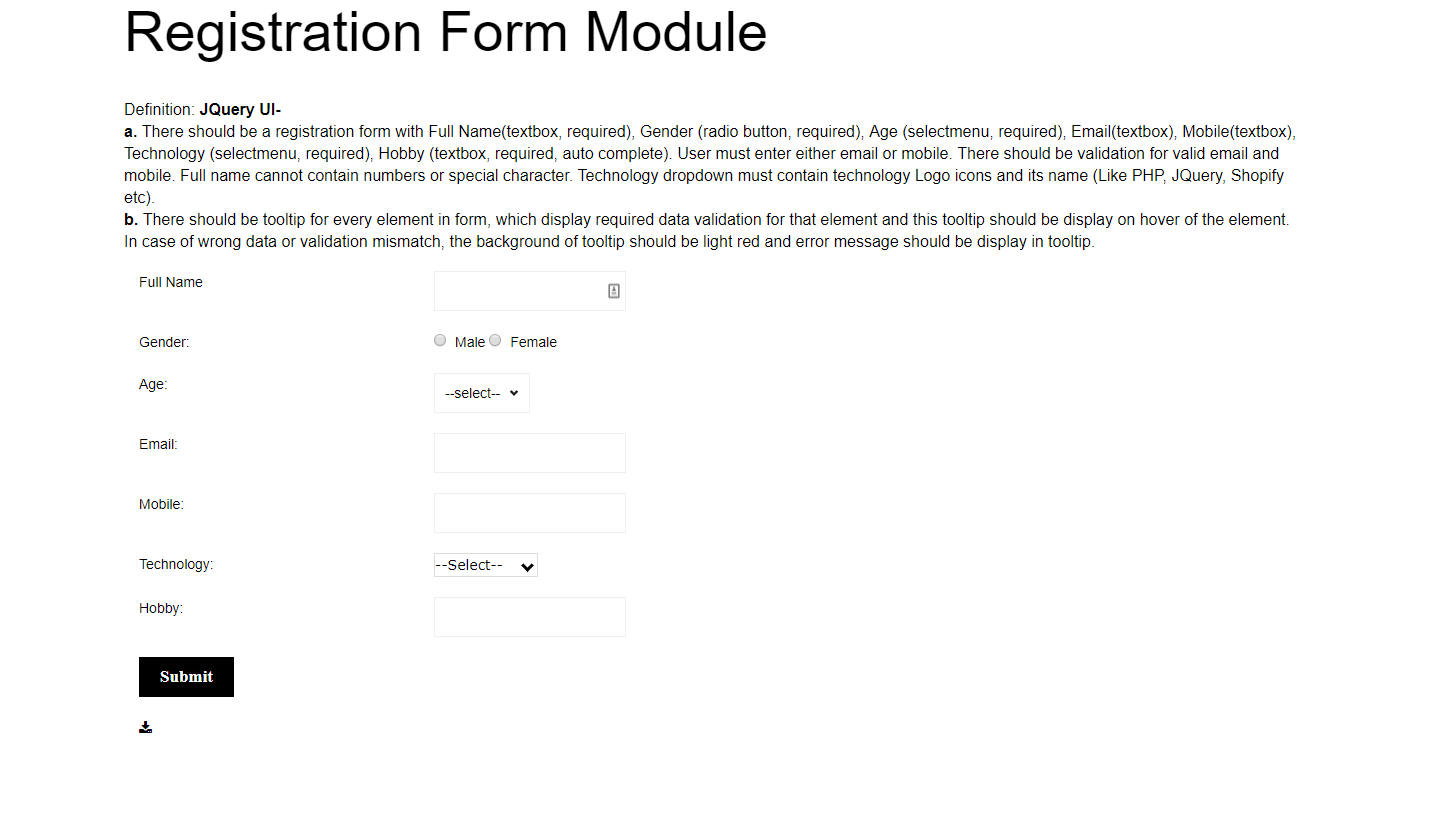 Registration Form Module
Definition: JQuery UI-
a. There should be a registration form with Full Name(textbox, required), Gender (radio button, required), Age (selectmenu, required), Email(textbox), Mobile(textbox),
Technology (selectmenu, required), Hobby (textbox, required, auto complete). User must enter either email or mobile. There should be validation for valid email and
mobile. Full name cannot contain numbers or special character. Technology dropdown must contain technology Logo icons and its name (Like PHP, JQuery, Shopify
etc).
b. There should be tooltip for every element in form, which display required data validation for that element and this tooltip should be display on hover of the element.
In case of wrong data or validation mismatch, the background of tooltip should be light red and error message should be display in tooltip.
Full Name
Gender: Male Female
Age: --select--
Email:
Mobile:
Technology: --Select--
Hobby:
Submit